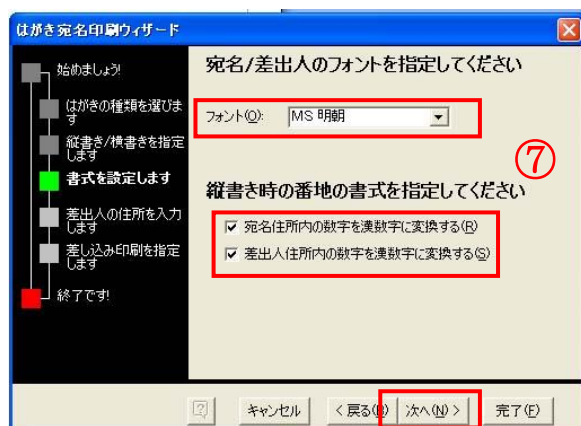 はがき宛名印刷ウィザード
始めましょう!
はがきの種類を選びま
す
縦書き/横書きを指定
します
書式を設定します
差出人の住所を入力
します
差し込み印刷を指定
します
終了です!
宛名/差出人のフォントを指定してください
フォント(O): MS 明朝
⑦
縦書き時の番地の書式を指定してください
宛名住所内の数字を漢数字に変換する(R)
差出人住所内の数字を漢数字に変換する(S)
キャンセル < 戻る(B) 次へ(N) > 完了(F)